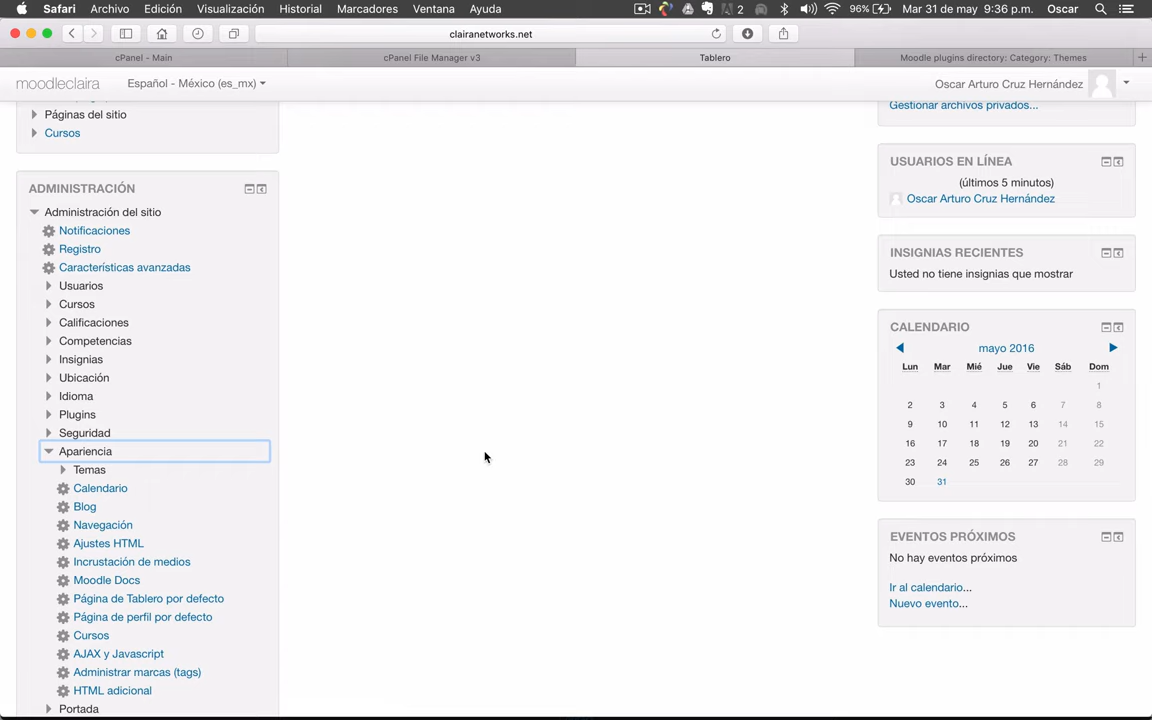 Safari Archivo Edición Visualización Historial Marcadores Ventana Ayuda 2 96% Mar 31 de may 9:36 p.m. Oscar
clairanetworks.net
cPanel - Main cPanel File Manager v3 Tablero Moodle plugins directory: Category: Themes
moodleclaira Español - México (es_mx) Oscar Arturo Cruz Hernández
Páginas del sitio
Cursos
ADMINISTRACIÓN
Administración del sitio
Notificaciones
Registro
Características avanzadas
Usuarios
Cursos
Calificaciones
Competencias
Insignias
Ubicación
Idioma
Plugins
Seguridad
Apariencia
Temas
Calendario
Blog
Navegación
Ajustes HTML
Incrustación de medios
Moodle Docs
Página de Tablero por defecto
Página de perfil por defecto
Cursos
AJAX y Javascript
Administrar marcas (tags)
HTML adicional
Portada
Gestionar archivos privados...
USUARIOS EN LÍNEA
(últimos 5 minutos)
Oscar Arturo Cruz Hernández
INSIGNIAS RECIENTES
Usted no tiene insignias que mostrar
CALENDARIO
mayo 2016
Lun Mar Mié Jue Vie Sáb Dom
1
2 3 4 5 6 7 8
9 10 11 12 13 14 15
16 17 18 19 20 21 22
23 24 25 26 27 28 29
30 31
EVENTOS PRÓXIMOS
No hay eventos próximos
Ir al calendario...
Nuevo evento...